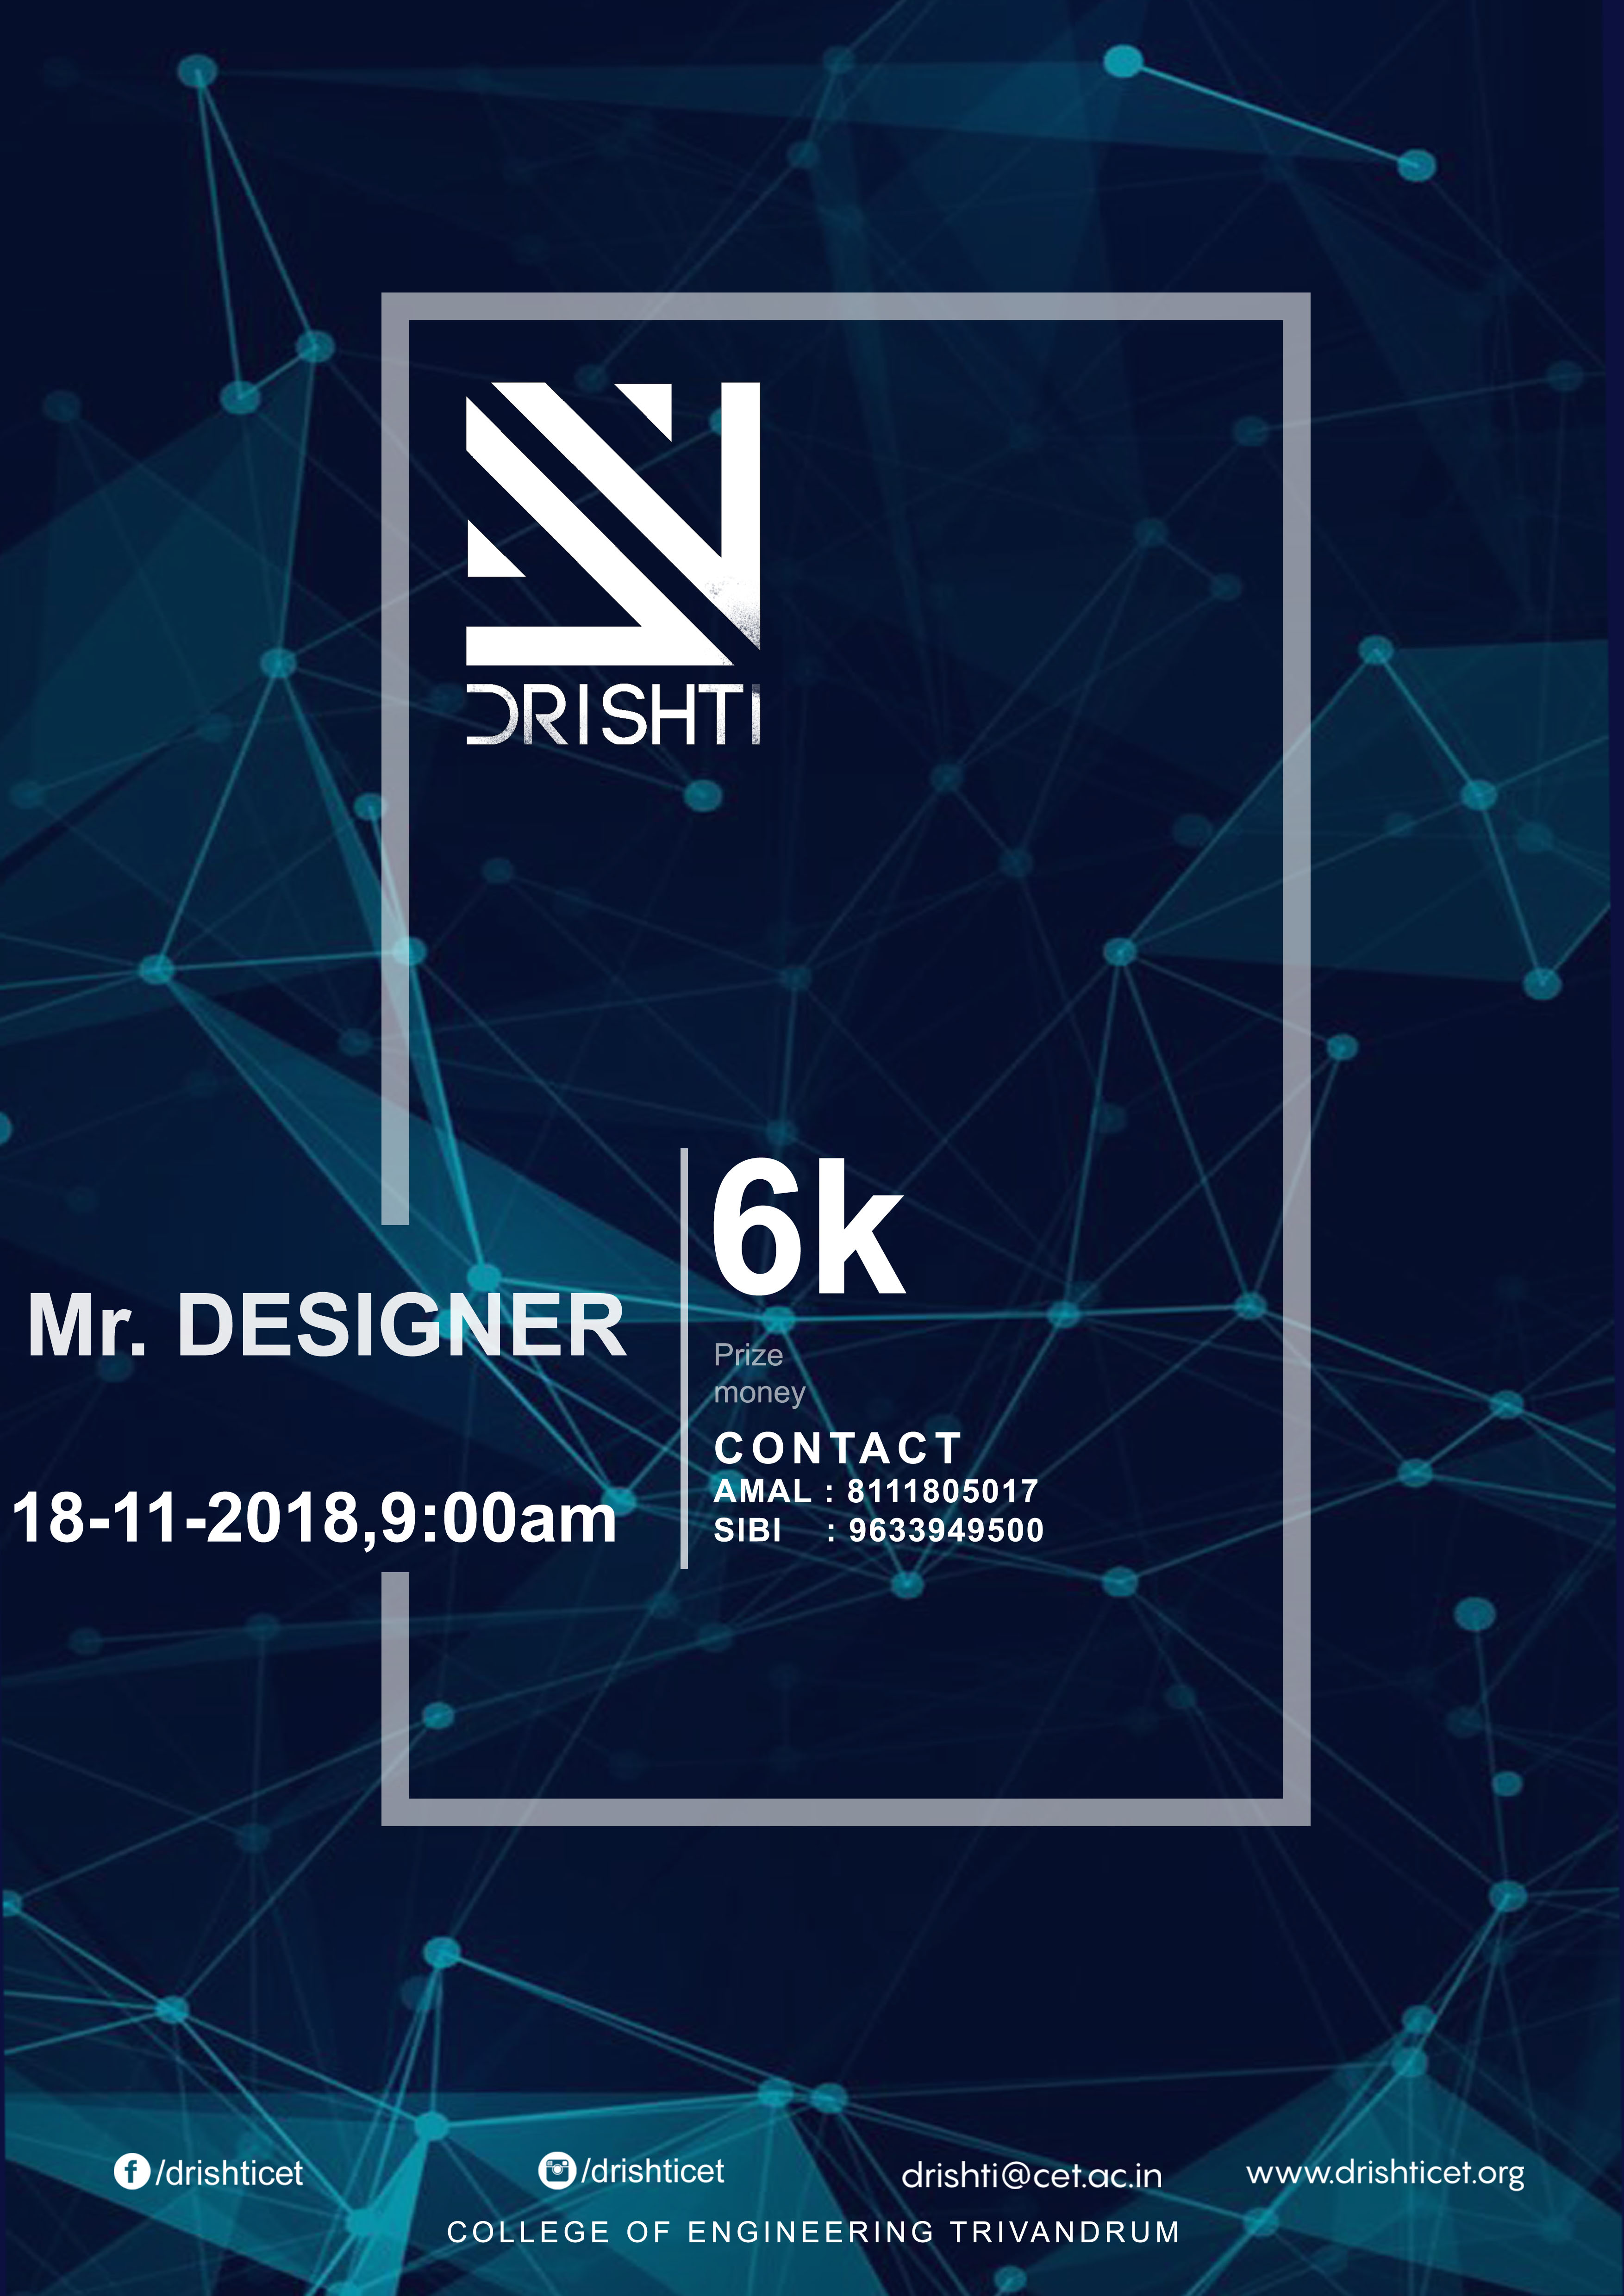 DRISHTI
Mr. DESIGNER
18-11-2018,9:00am
6k
Prize
money
CONTACT
AMAL : 8111805017
SIBI : 9633949500
/drishticet
/drishticet
drishti@cet.ac.in
www.drishticet.org
COLLEGE OF ENGINEERING TRIVANDRUM